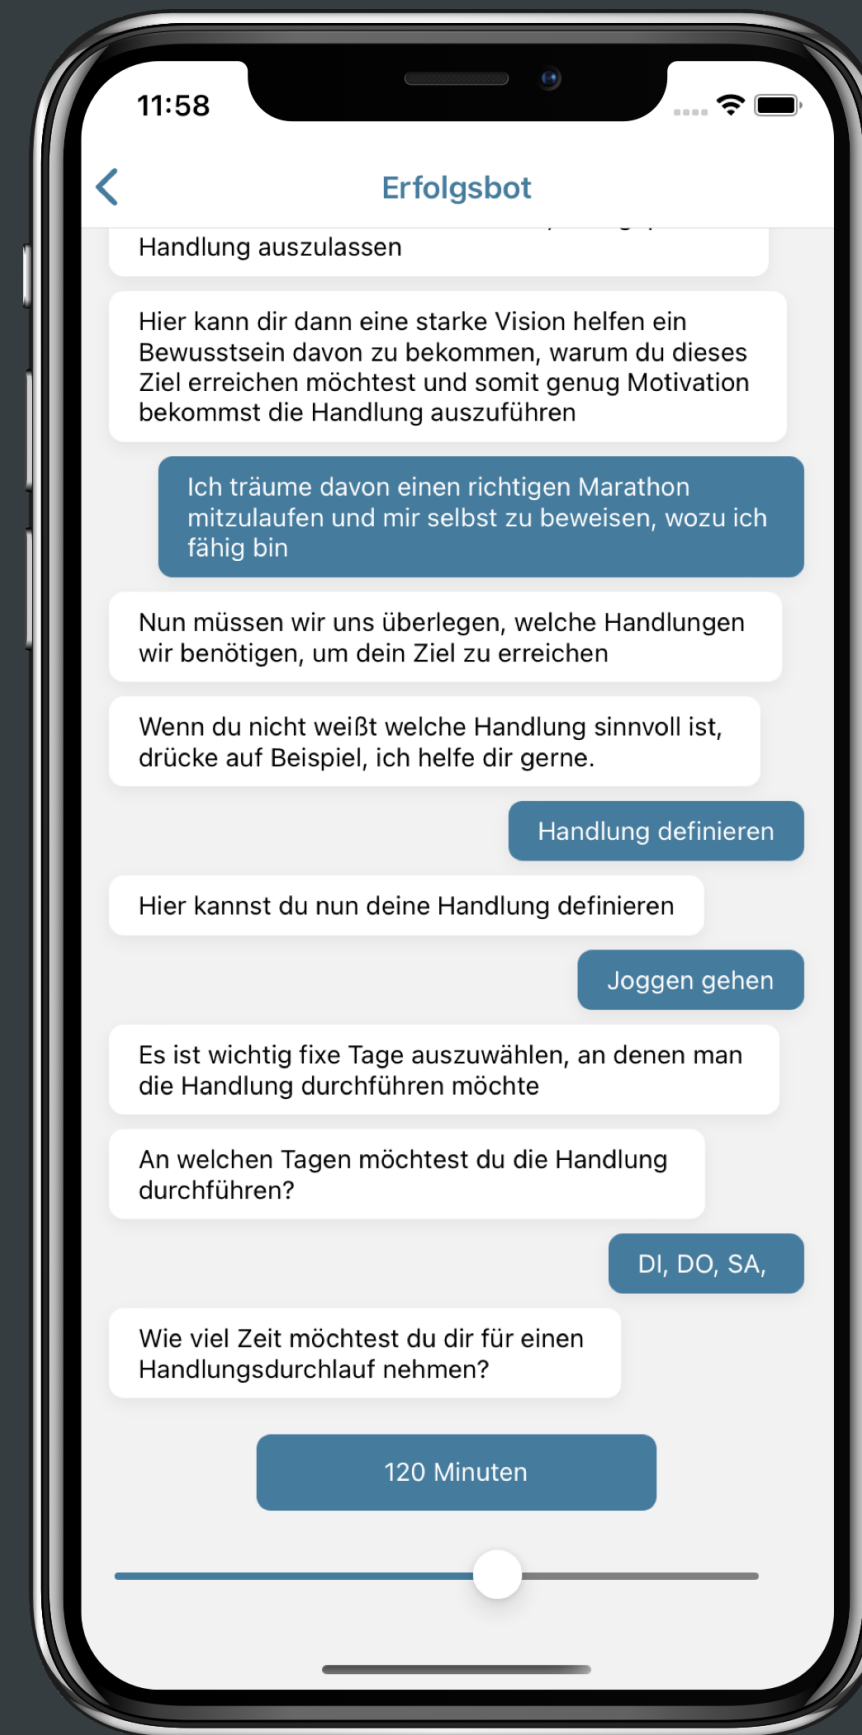 11:58
Erfolgsbot
Handlung auszulassen
Hier kann dir dann eine starke Vision helfen ein
Bewusstsein davon zu bekommen, warum du dieses
Ziel erreichen möchtest und somit genug Motivation
bekommst die Handlung auszuführen
Ich träume davon einen richtigen Marathon
mitzulaufen und mir selbst zu beweisen, wozu ich
fähig bin
Nun müssen wir uns überlegen, welche Handlungen
wir benötigen, um dein Ziel zu erreichen
Wenn du nicht weißt welche Handlung sinnvoll ist,
drücke auf Beispiel, ich helfe dir gerne.
Handlung definieren
Hier kannst du nun deine Handlung definieren
Joggen gehen
Es ist wichtig fixe Tage auszuwählen, an denen man
die Handlung durchführen möchte
An welchen Tagen möchtest du die Handlung
durchführen?
DI, DO, SA,
Wie viel Zeit möchtest du dir für einen
Handlungsdurchlauf nehmen?
120 Minuten